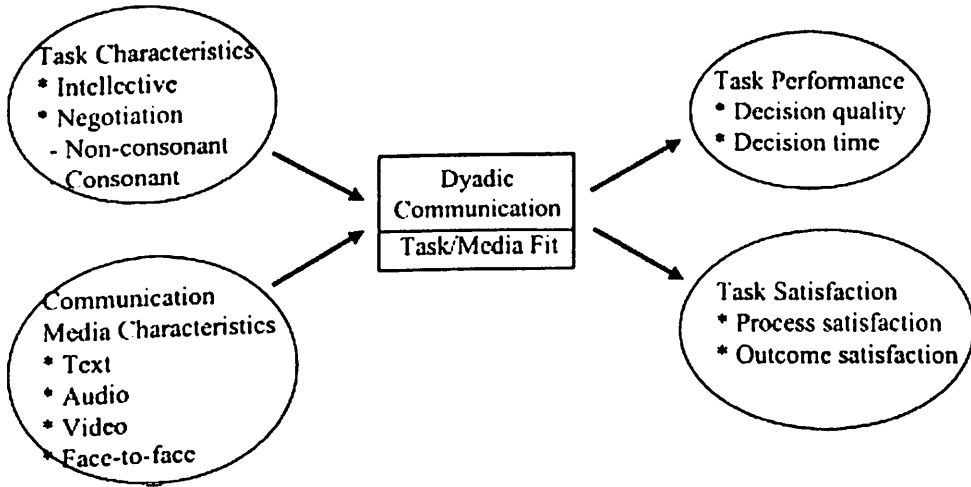 Task Characteristics
* Intellective
* Negotiation
- Non-consonant
- Consonant
Communication
Media Characteristics
* Text
* Audio
* Video
* Face-to-face
Dyadic
Communication
Task/Media Fit
Task Performance
* Decision quality
* Decision time
Task Satisfaction
* Process satisfaction
* Outcome satisfaction